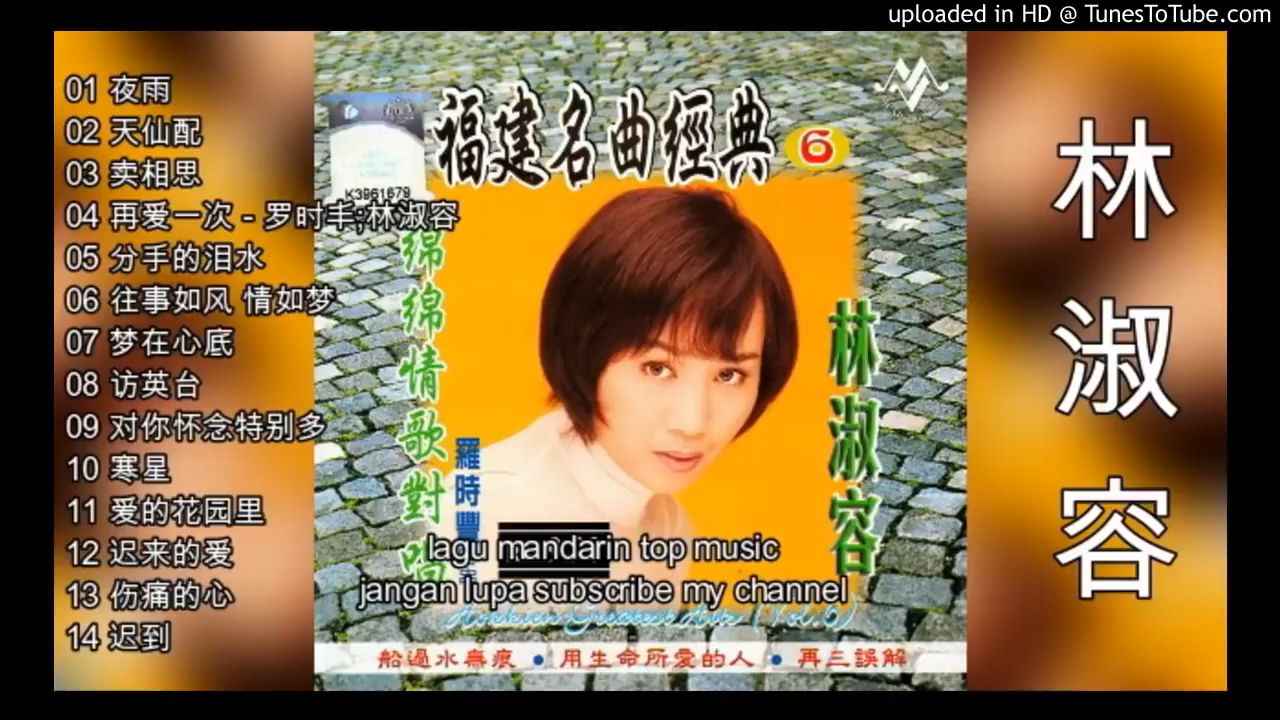 uploaded in HD @ TunesToTube.com
01 夜雨
02 天仙配
03 卖相思
04 再爱一次 - 罗时丰;林淑容
05 分手的泪水
06 往事如风 情如梦
07 梦在心底
08 访英台
09 对你怀念特别多
10 寒星
11 爱的花园里
12 迟来的爱
13 伤痛的心
14 迟到
福建名曲經典 6
K3961679
綿綿情歌對唱
羅時豐
林淑容
lagu mandarin top music
jangan lupa subscribe my channel
Hokkien Greatest Hits (Vol.6)
船過水無痕 • 用生命所愛的人 • 再三誤解
林淑容